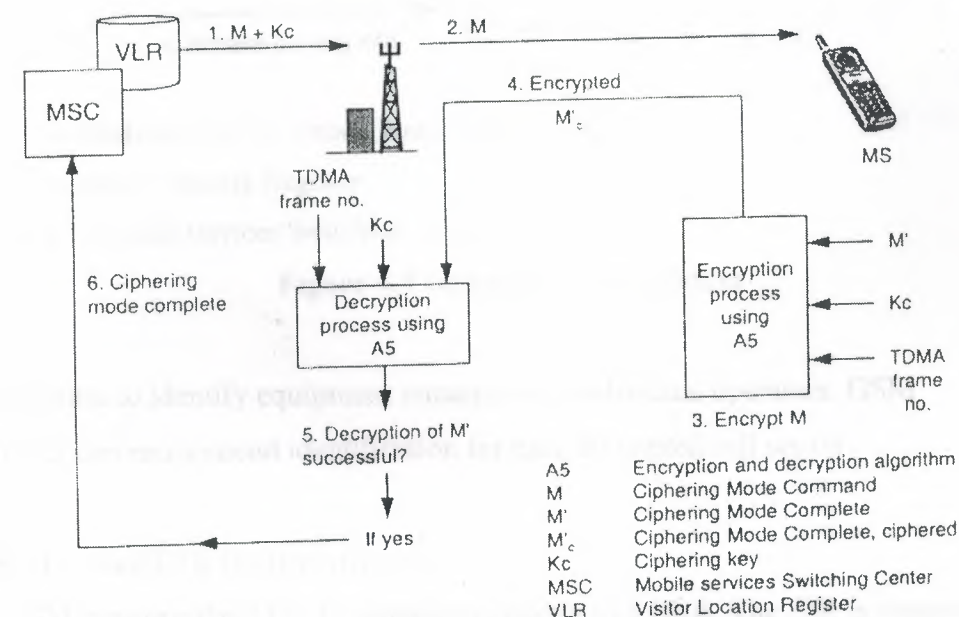 VLR
MSC
1. M + Kc
2. M
4. Encrypted
M'c
MS
TDMA
frame no.
Kc
6. Ciphering
mode complete
Decryption
process using
A5
Encryption
process
using
A5
M'
Kc
TDMA
frame
no.
3. Encrypt M
5. Decryption of M'
successful?
If yes
A5 Encryption and decryption algorithm
M Ciphering Mode Command
M' Ciphering Mode Complete
M'c Ciphering Mode Complete, ciphered
Kc Ciphering key
MSC Mobile services Switching Center
VLR Visitor Location Register